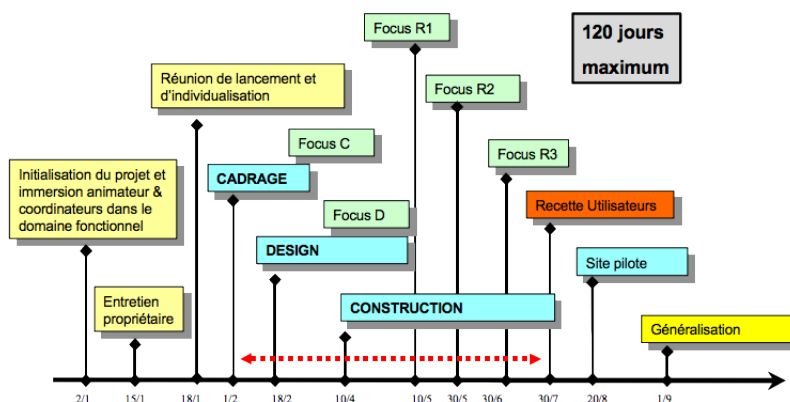 Focus R1
120 jours
maximum
Réunion de lancement et
d'individualisation
Focus R2
Focus C
Focus R3
Initialisation du projet et
immersion animateur &
coordinateurs dans le
domaine fonctionnel
CADRAGE
Recette Utilisateurs
Focus D
DESIGN
Site pilote
Entretien
propriétaire
CONSTRUCTION
Généralisation
2/1
15/1
18/1
1/2
18/2
10/4
10/5
30/5
30/6
30/7
20/8
1/9